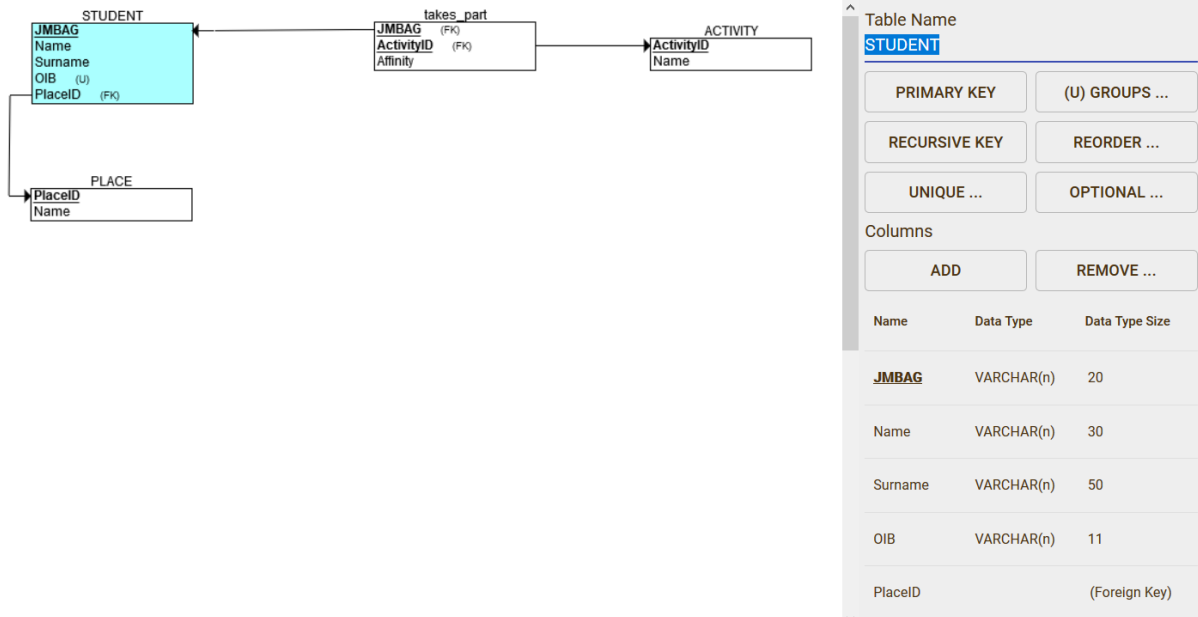 STUDENT
JMBAG
Name
Surname
OIB (U)
PlaceID (FK)
takes_part
JMBAG (FK)
ActivityID (FK)
Affinity
ACTIVITY
ActivityID
Name
PLACE
PlaceID
Name
Table Name
STUDENT
PRIMARY KEY (U) GROUPS ...
RECURSIVE KEY REORDER ...
UNIQUE ... OPTIONAL ...
Columns
ADD REMOVE ...
Name Data Type Data Type Size
JMBAG VARCHAR(n) 20
Name VARCHAR(n) 30
Surname VARCHAR(n) 50
OIB VARCHAR(n) 11
PlaceID (Foreign Key)